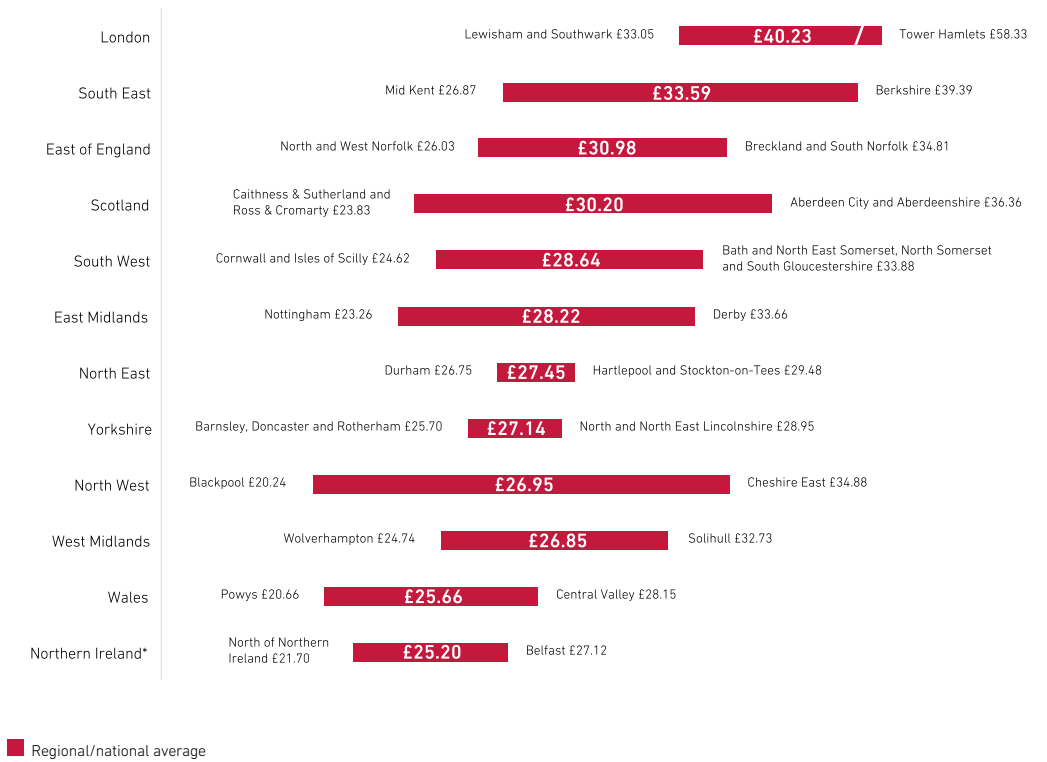 London
Lewisham and Southwark £33.05
£40.23
Tower Hamlets £58.33
South East
Mid Kent £26.87
£33.59
Berkshire £39.39
East of England
North and West Norfolk £26.03
£30.98
Breckland and South Norfolk £34.81
Scotland
Caithness & Sutherland and
Ross & Cromarty £23.83
£30.20
Aberdeen City and Aberdeenshire £36.36
South West
Cornwall and Isles of Scilly £24.62
£28.64
Bath and North East Somerset, North Somerset
and South Gloucestershire £33.88
East Midlands
Nottingham £23.26
£28.22
Derby £33.66
North East
Durham £26.75
£27.45
Hartlepool and Stockton-on-Tees £29.48
Yorkshire
Barnsley, Doncaster and Rotherham £25.70
£27.14
North and North East Lincolnshire £28.95
North West
Blackpool £20.24
£26.95
Cheshire East £34.88
West Midlands
Wolverhampton £24.74
£26.85
Solihull £32.73
Wales
Powys £20.66
£25.66
Central Valley £28.15
Northern Ireland*
North of Northern
Ireland £21.70
£25.20
Belfast £27.12
Regional/national average